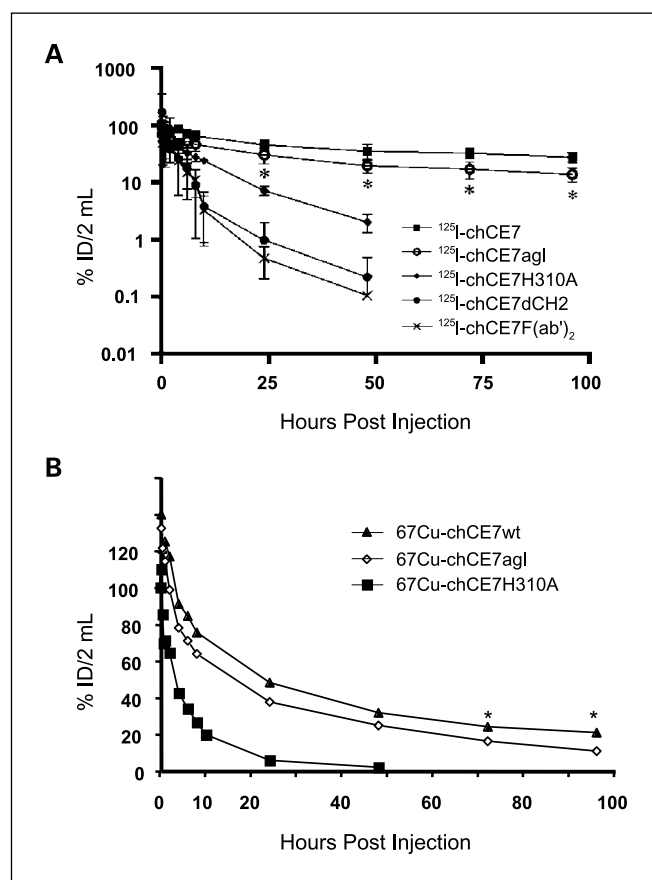 A
1000
100
10
1
0.1
0.01
% ID/2 mL
* * * *
¹²⁵I-chCE7
¹²⁵I-chCE7agl
¹²⁵I-chCE7H310A
¹²⁵I-chCE7dCH2
¹²⁵I-chCE7F(ab')₂
0 25 50 75 100
Hours Post Injection
B
67Cu-chCE7wt
67Cu-chCE7agl
67Cu-chCE7H310A
120
100
80
60
40
20
0
% ID/2 mL
* *
0 10 20 40 60 80 100
Hours Post Injection